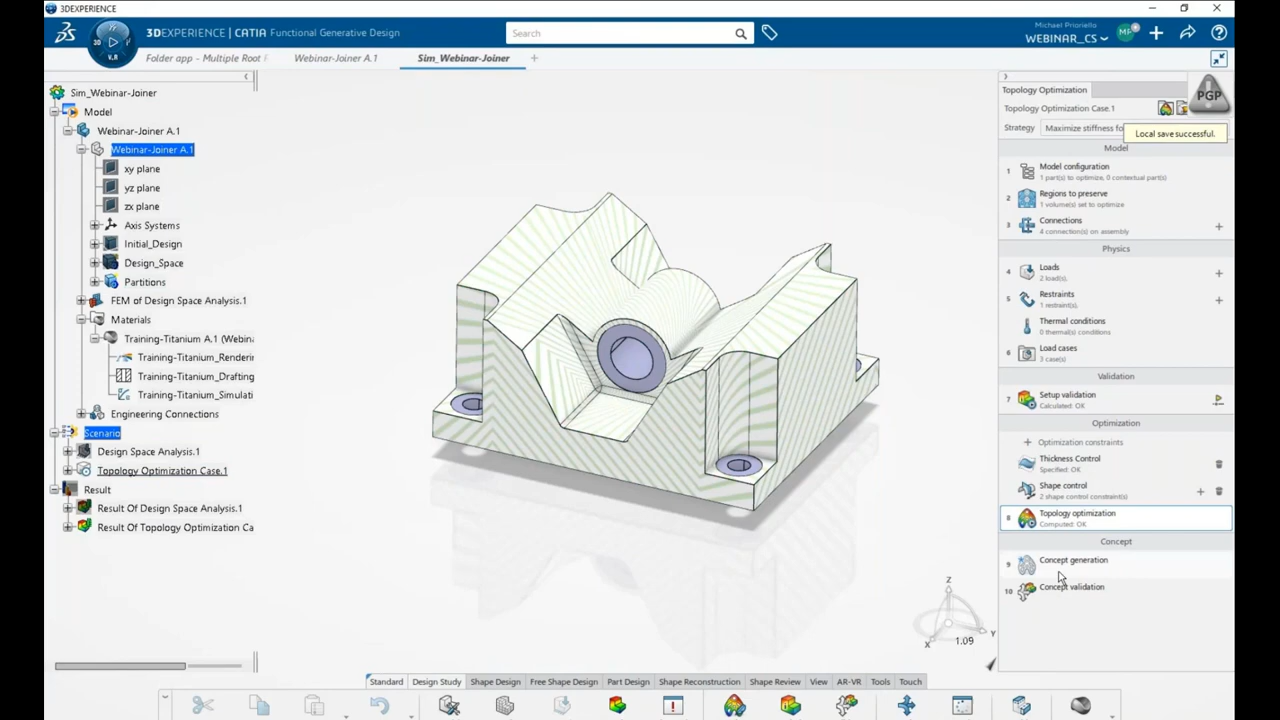 3DEXPERIENCE
3D
V.R
3DEXPERIENCE | CATIA Functional Generative Design
Search
Michael Prioriello
WEBINAR_CS
MP
Folder app - Multiple Root F
Webinar-Joiner A.1
Sim_Webinar-Joiner
Sim_Webinar-Joiner
Model
Webinar-Joiner A.1
Webinar-Joiner A.1
xy plane
yz plane
zx plane
Axis Systems
Initial_Design
Design_Space
Partitions
FEM of Design Space Analysis.1
Materials
Training-Titanium A.1 (Webina
Training-Titanium_Renderin
Training-Titanium_Drafting
Training-Titanium_Simulati
Engineering Connections
Scenario
Design Space Analysis.1
Topology Optimization Case.1
Result
Result Of Design Space Analysis.1
Result Of Topology Optimization Ca
Z
Y
X
1.09
Topology Optimization
PGP
Topology Optimization Case.1
Strategy Maximize stiffness fo
Local save successful.
Model
1 Model configuration
1 part(s) to optimize, 0 contextual part(s)
2 Regions to preserve
1 volume(s) set to optimize
3 Connections
4 connection(s) on assembly
Physics
4 Loads
2 load(s),
5 Restraints
1 restraint(s),
Thermal conditions
0 thermal(s) conditions
6 Load cases
3 case(s)
Validation
7 Setup validation
Calculated: OK
Optimization
Optimization constraints
Thickness Control
Specified: OK
Shape control
2 shape control constraint(s)
8 Topology optimization
Computed: OK
Concept
9 Concept generation
10 Concept validation
Standard Design Study Shape Design Free Shape Design Part Design Shape Reconstruction Shape Review View AR-VR Tools Touch